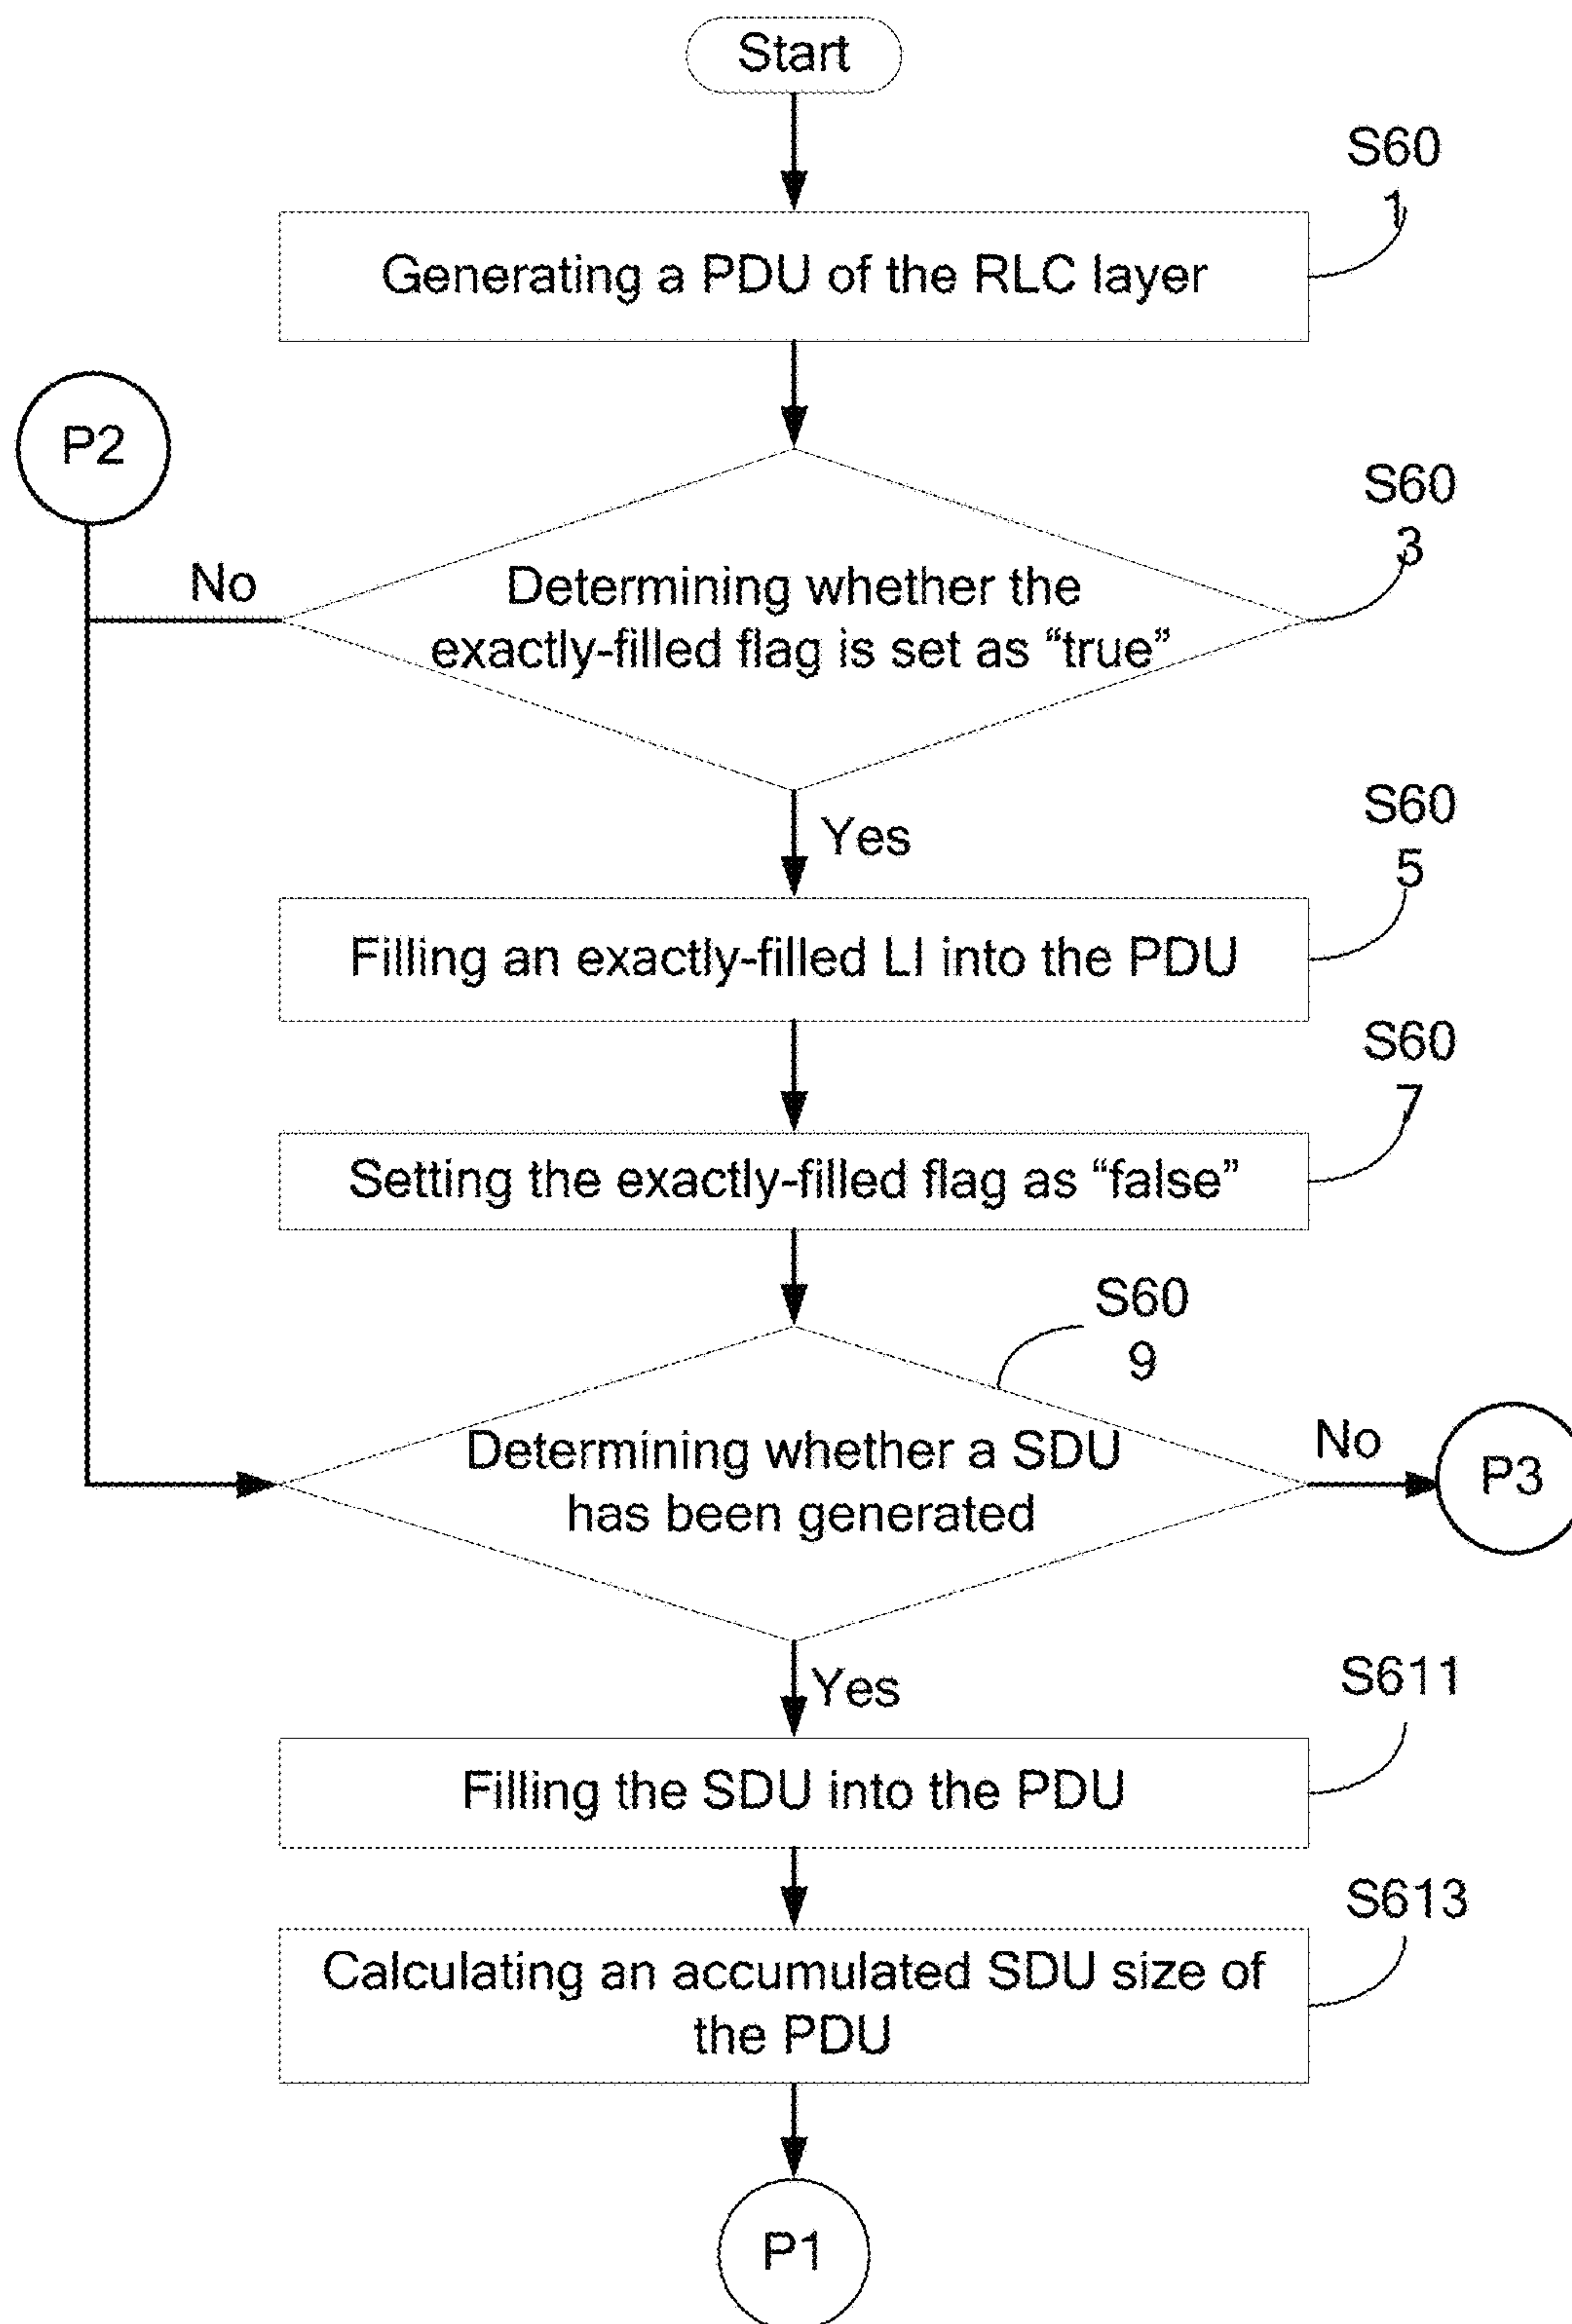 Start
S60
1
Generating a PDU of the RLC layer
P2
S60
3
No
Determining whether the
exactly-filled flag is set as “true”
Yes
S60
5
Filling an exactly-filled LI into the PDU
S60
7
Setting the exactly-filled flag as “false”
S60
9
Determining whether a SDU
has been generated
No
P3
Yes
S611
Filling the SDU into the PDU
S613
Calculating an accumulated SDU size of
the PDU
P1